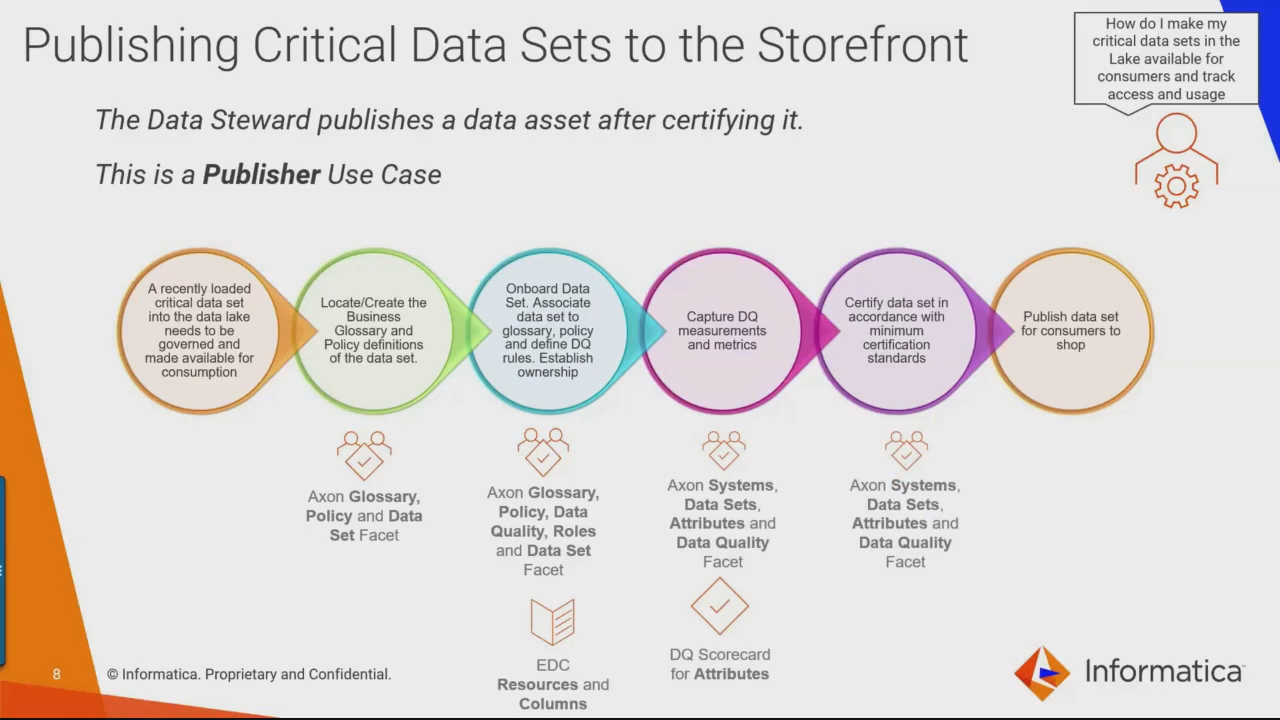 Publishing Critical Data Sets to the Storefront
How do I make my
critical data sets in the
Lake available for
consumers and track
access and usage
The Data Steward publishes a data asset after certifying it.
This is a Publisher Use Case
A recently loaded
critical data set
into the data lake
needs to be
governed and
made available for
consumption
Locate/Create the
Business
Glossary and
Policy definitions
of the data set.
Onboard Data
Set. Associate
data set to
glossary, policy
and define DQ
rules. Establish
ownership
Capture DQ
measurements
and metrics
Certify data set in
accordance with
minimum
certification
standards
Publish data set
for consumers to
shop
Axon Glossary,
Policy and Data
Set Facet
Axon Glossary,
Policy, Data
Quality, Roles
and Data Set
Facet
Axon Systems,
Data Sets,
Attributes and
Data Quality
Facet
Axon Systems,
Data Sets,
Attributes and
Data Quality
Facet
EDC
Resources and
Columns
DQ Scorecard
for Attributes
8
© Informatica. Proprietary and Confidential.
Informatica